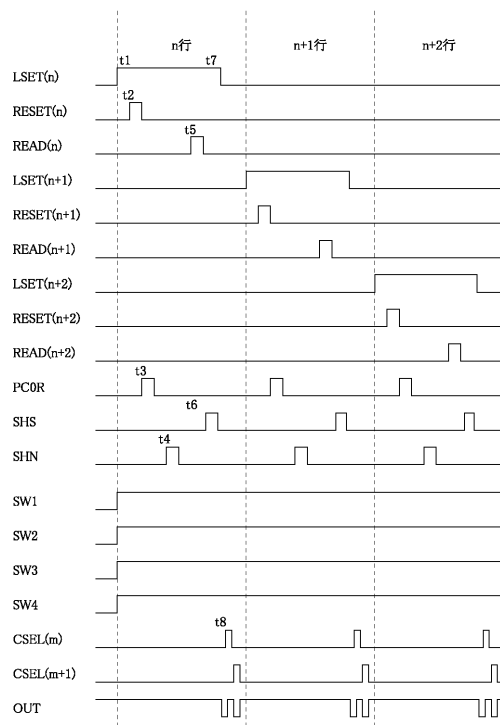 n行 n+1行 n+2行
t1 t7
LSET(n)
t2
RESET(n)
t5
READ(n)
LSET(n+1)
RESET(n+1)
READ(n+1)
LSET(n+2)
RESET(n+2)
READ(n+2)
t3
PC0R
t6
SHS
t4
SHN
SW1
SW2
SW3
SW4
t8
CSEL(m)
CSEL(m+1)
OUT